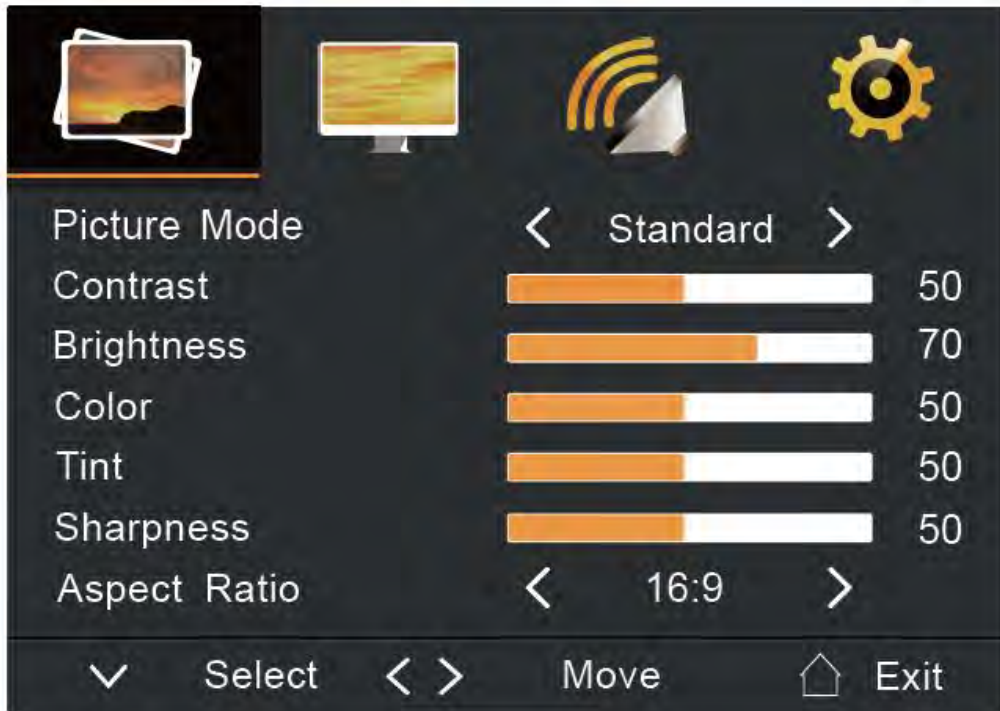 Picture Mode < Standard >
Contrast 50
Brightness 70
Color 50
Tint 50
Sharpness 50
Aspect Ratio < 16:9 >
Select < > Move Exit